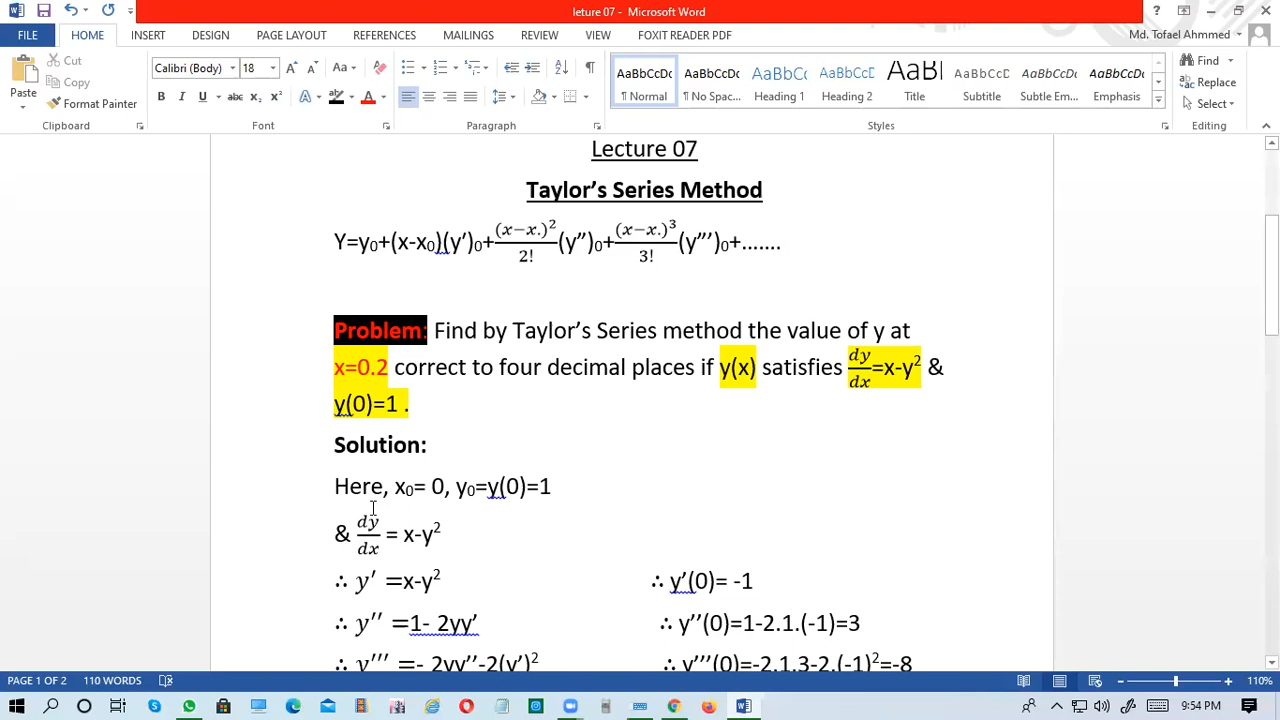 leture 07 - Microsoft Word
FILE HOME INSERT DESIGN PAGE LAYOUT REFERENCES MAILINGS REVIEW VIEW FOXIT READER PDF Md. Tofael Ahmmed
Cut
Copy
Format Painter
Paste
Calibri (Body) 18
AaBbCcDc AaBbCcDc AaBbCc AaBbCcC AaBl AaBbCcD AaBbCcDc AaBbCcDc
¶ Normal ¶ No Spac... Heading 1 Heading 2 Title Subtitle Subtle Em... Emphasis
Find
Replace
Select
Clipboard Font Paragraph Styles Editing
Lecture 07
Taylor's Series Method
Y=y₀+(x-x₀)(y')₀+(x−x.)²/2!(y'')₀+(x−x.)³/3!(y''')₀+.......
Problem: Find by Taylor's Series method the value of y at
x=0.2 correct to four decimal places if y(x) satisfies dy/dx=x-y² &
y(0)=1 .
Solution:
Here, x₀= 0, y₀=y(0)=1
& dy/dx = x-y²
∴ y′ =x-y² ∴ y'(0)= -1
∴ y′′ =1- 2yy' ∴ y''(0)=1-2.1.(-1)=3
∴ y′′′ =- 2yy''-2(y')² ∴ y'''(0)=-2.1.3-2.(-1)²=-8
PAGE 1 OF 2 110 WORDS 110%
9:54 PM